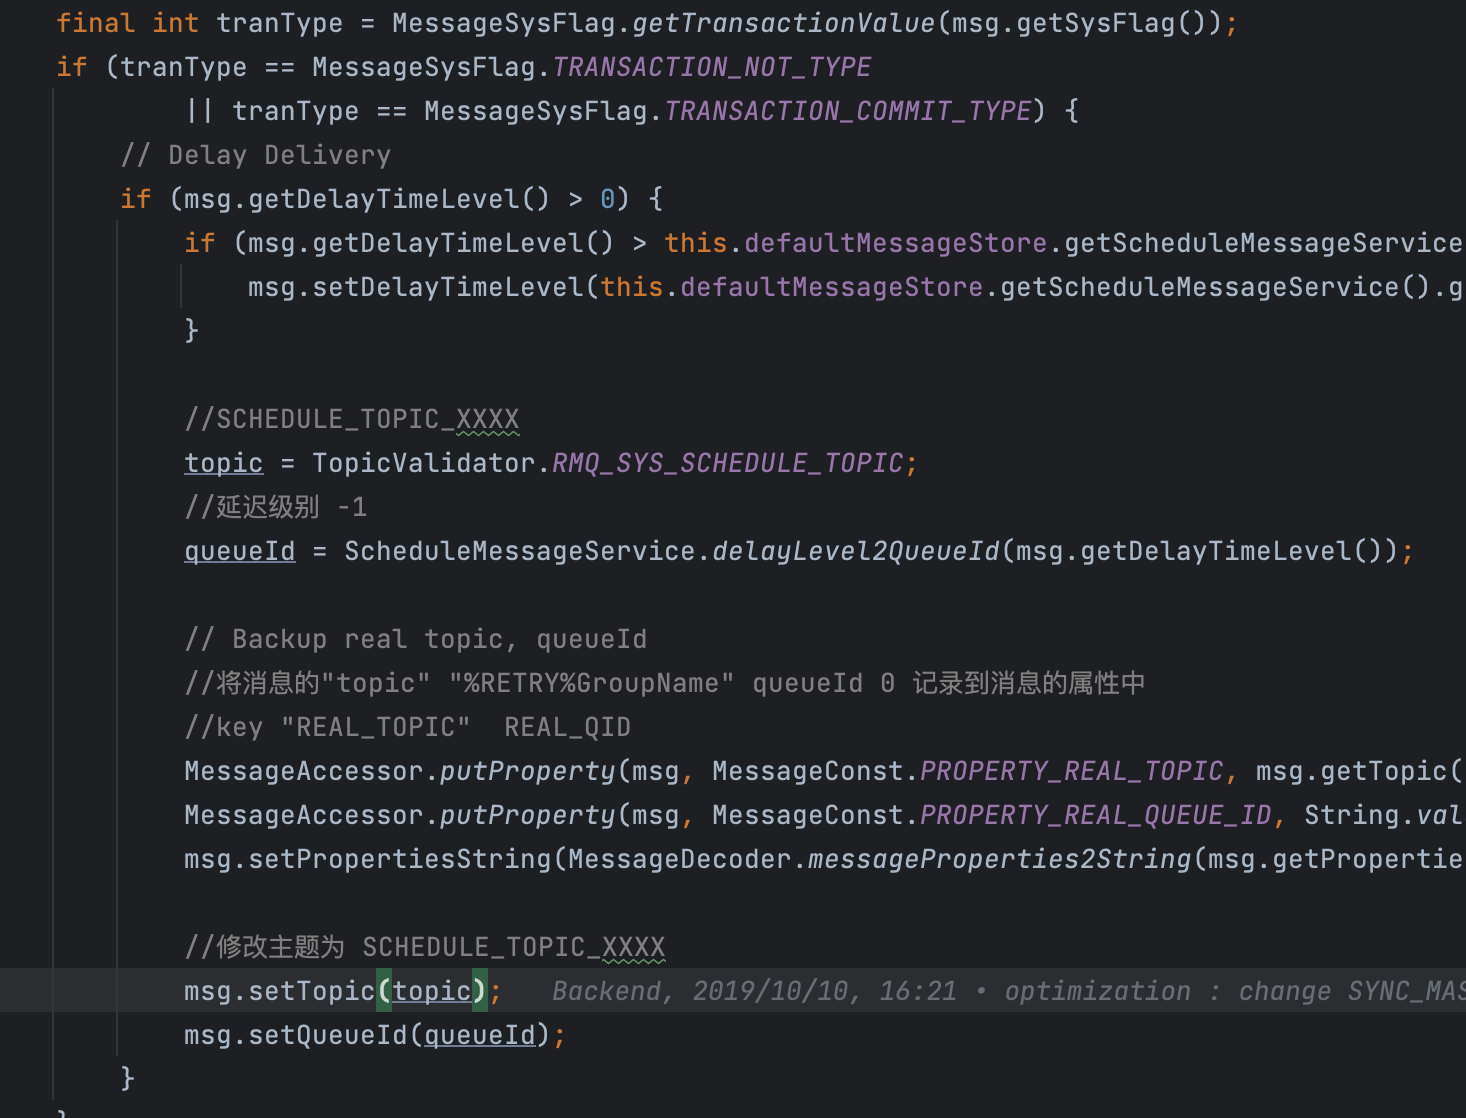 final int tranType = MessageSysFlag.getTransactionValue(msg.getSysFlag());
if (tranType == MessageSysFlag.TRANSACTION_NOT_TYPE
|| tranType == MessageSysFlag.TRANSACTION_COMMIT_TYPE) {
// Delay Delivery
if (msg.getDelayTimeLevel() > 0) {
if (msg.getDelayTimeLevel() > this.defaultMessageStore.getScheduleMessageService
msg.setDelayTimeLevel(this.defaultMessageStore.getScheduleMessageService().g
}
//SCHEDULE_TOPIC_XXXX
topic = TopicValidator.RMQ_SYS_SCHEDULE_TOPIC;
//延迟级别 -1
queueId = ScheduleMessageService.delayLevel2QueueId(msg.getDelayTimeLevel());
// Backup real topic, queueId
//将消息的"topic" "%RETRY%GroupName" queueId 0 记录到消息的属性中
//key "REAL_TOPIC"  REAL_QID
MessageAccessor.putProperty(msg, MessageConst.PROPERTY_REAL_TOPIC, msg.getTopic(
MessageAccessor.putProperty(msg, MessageConst.PROPERTY_REAL_QUEUE_ID, String.val
msg.setPropertiesString(MessageDecoder.messageProperties2String(msg.getPropertie
//修改主题为 SCHEDULE_TOPIC_XXXX
msg.setTopic(topic); Backend, 2019/10/10, 16:21 • optimization : change SYNC_MAS
msg.setQueueId(queueId);
}